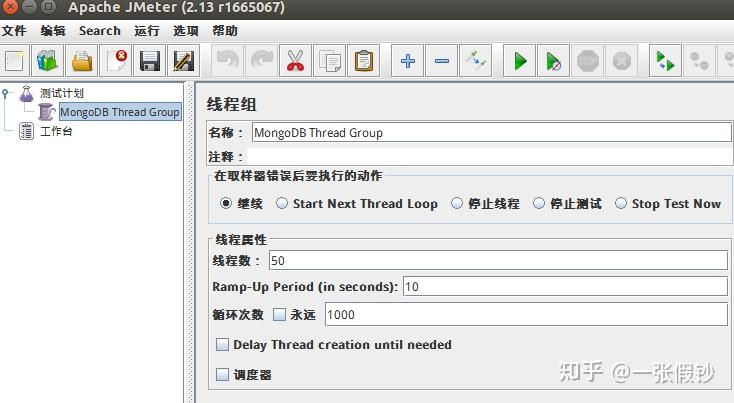 Apache JMeter (2.13 r1665067)
文件 编辑 Search 运行 选项 帮助
STOP
测试计划
MongoDB Thread Group
工作台
线程组
名称： MongoDB Thread Group
注释：
在取样器错误后要执行的动作
继续 Start Next Thread Loop 停止线程 停止测试 Stop Test Now
线程属性
线程数： 50
Ramp-Up Period (in seconds): 10
循环次数 永远 1000
Delay Thread creation until needed
调度器
知乎 @一张假钞